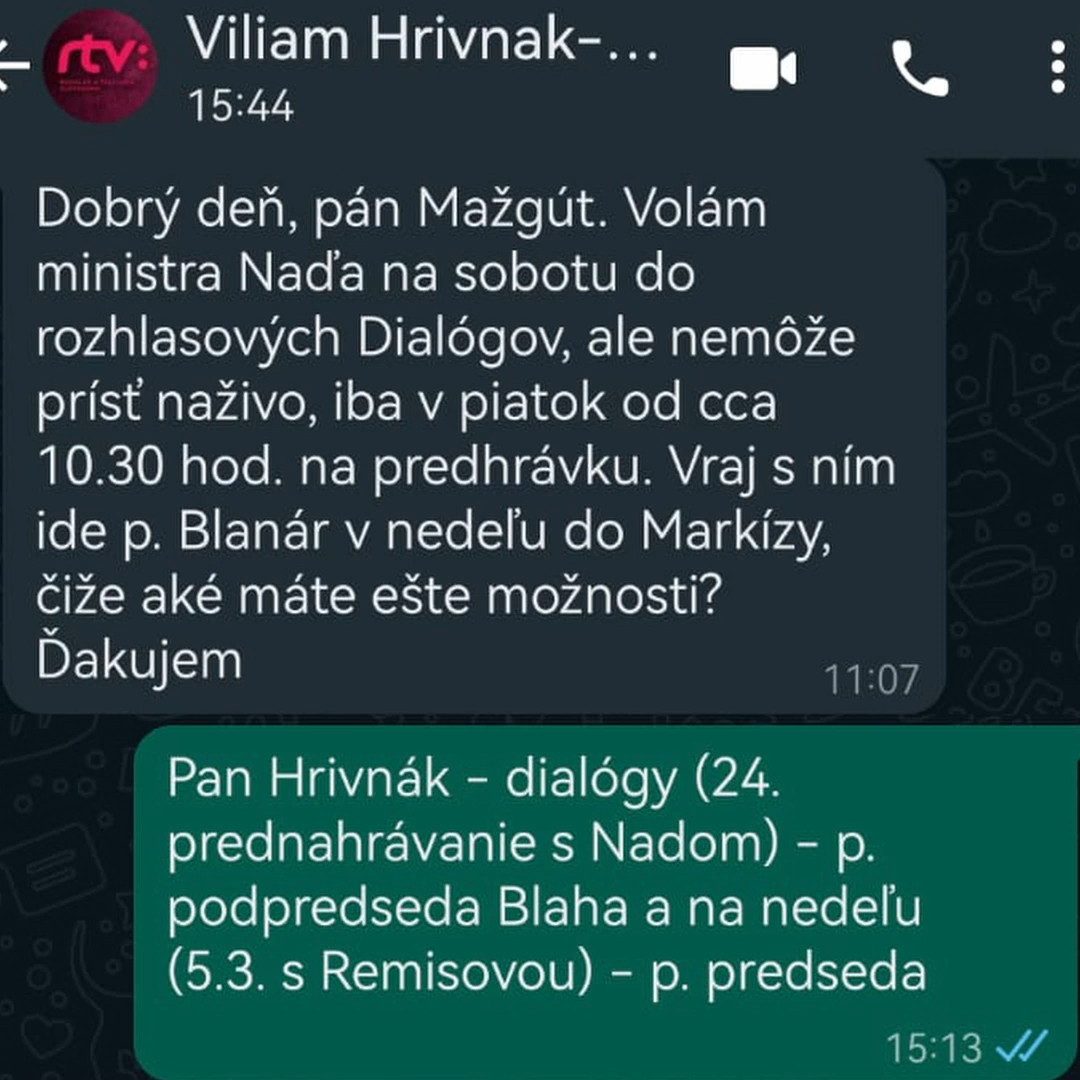 rtv:
Viliam Hrivnak-...
15:44
Dobrý deň, pán Mažgút. Volám
ministra Naďa na sobotu do
rozhlasových Dialógov, ale nemôže
prísť naživo, iba v piatok od cca
10.30 hod. na predhrávku. Vraj s ním
ide p. Blanár v nedeľu do Markízy,
čiže aké máte ešte možnosti?
Ďakujem
11:07
Pan Hrivnák - dialógy (24.
prednahrávanie s Nadom) - p.
podpredseda Blaha a na nedeľu
(5.3. s Remisovou) - p. predseda
15:13